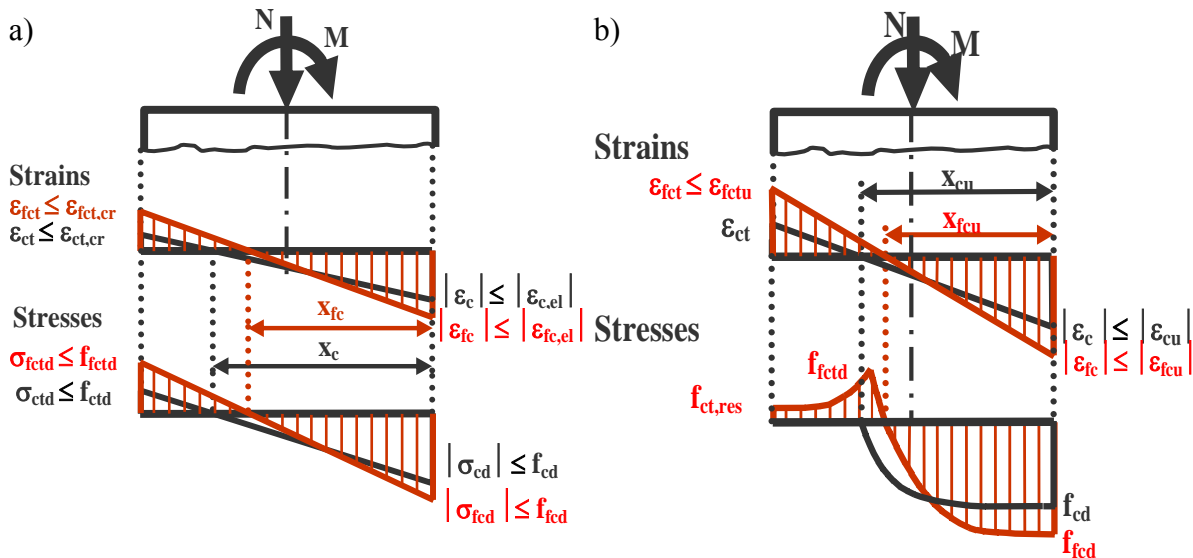 a)
N
M
Strains
εfct ≤ εfct,cr
εct ≤ εct,cr
|εc| ≤ |εc,el|
|εfc| ≤ |εfc,el|
xfc
xc
Stresses
σfctd ≤ ffctd
σctd ≤ fctd
|σcd| ≤ fcd
|σfcd| ≤ ffcd
b)
N
M
Strains
εfct ≤ εfctu
εct
xcu
xfcu
|εc| ≤ |εcu|
|εfc| ≤ |εfcu|
Stresses
ffctd
fct,res
fcd
ffcd